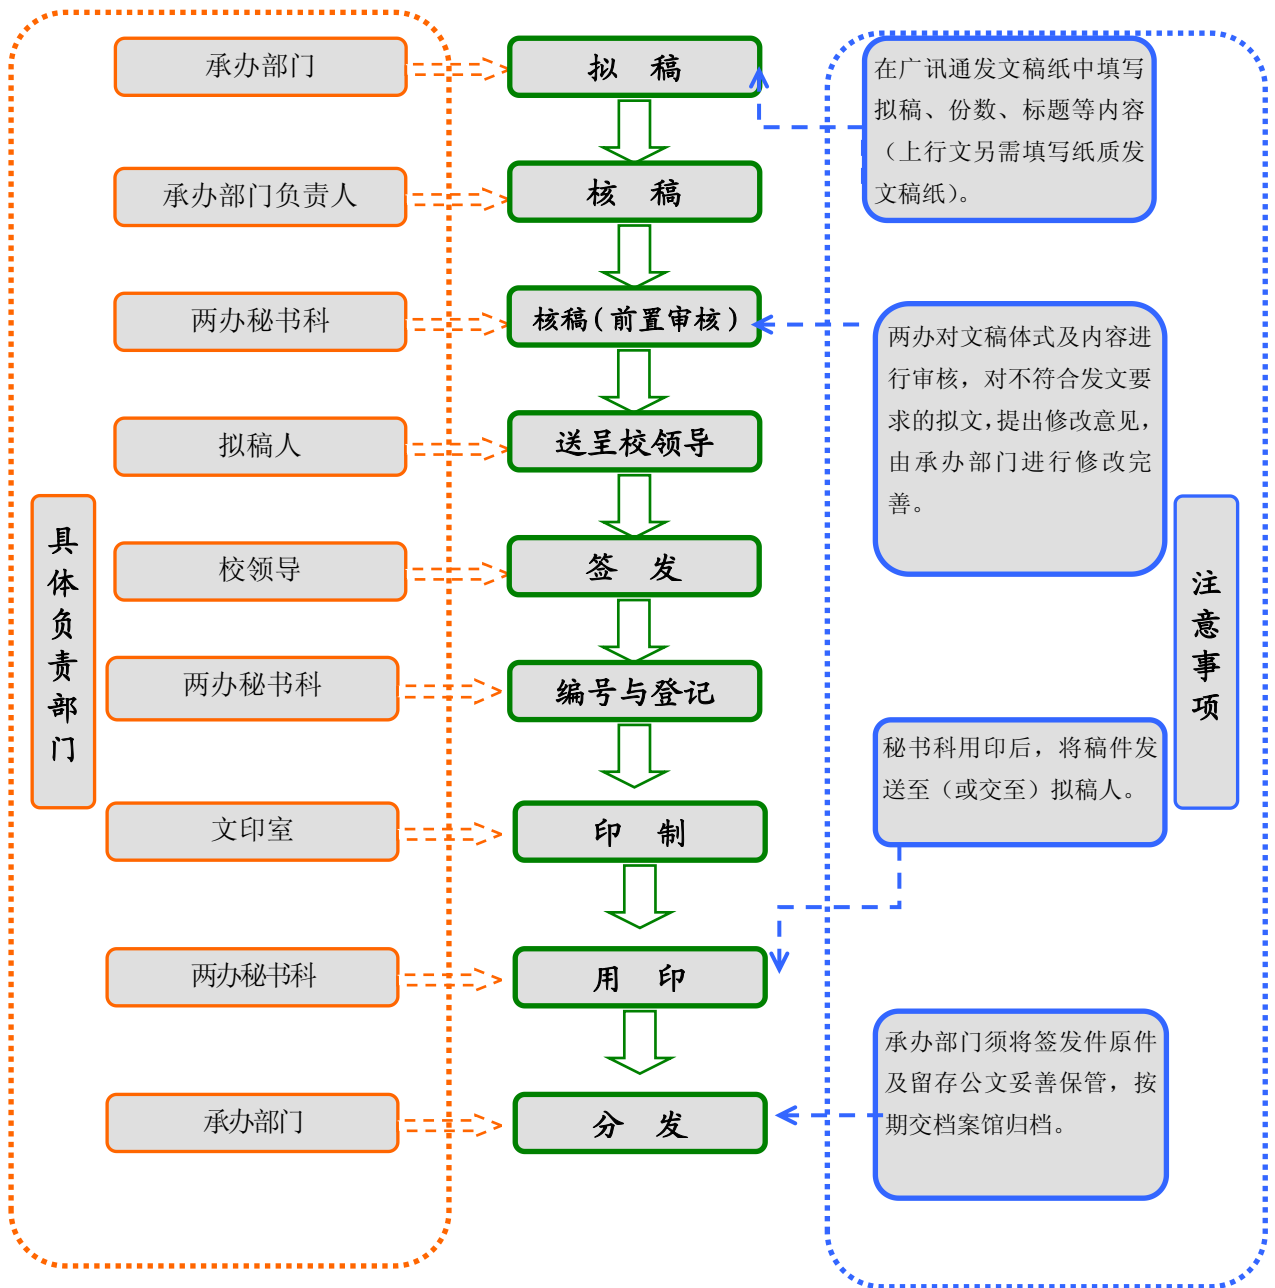 承办部门
拟 稿
在广讯通发文稿纸中填写
拟稿、份数、标题等内容
（上行文另需填写纸质发
文稿纸）。
承办部门负责人
核 稿
两办秘书科
核稿（前置审核）
两办对文稿体式及内容进
行审核，对不符合发文要
求的拟文，提出修改意见，
由承办部门进行修改完
善。
拟稿人
送呈校领导
具体负责部门
校领导
签 发
注意事项
两办秘书科
编号与登记
秘书科用印后，将稿件发
送至（或交至）拟稿人。
文印室
印 制
两办秘书科
用 印
承办部门须将签发件原件
及留存公文妥善保管，按
期交档案馆归档。
承办部门
分 发